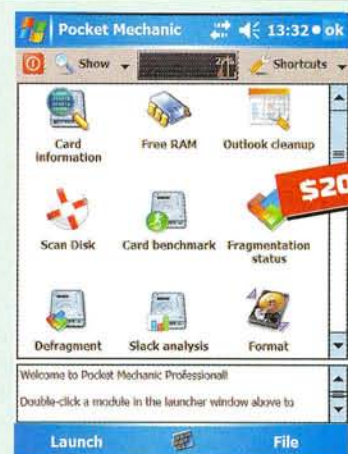 Pocket Mechanic 13:32 ok
Show Shortcuts
Card information
Free RAM
Outlook cleanup
$20
Scan Disk
Card benchmark
Fragmentation status
Defragment
Slack analysis
Format
Welcome to Pocket Mechanic Professional!
Double-click a module in the launcher window above to
Launch File